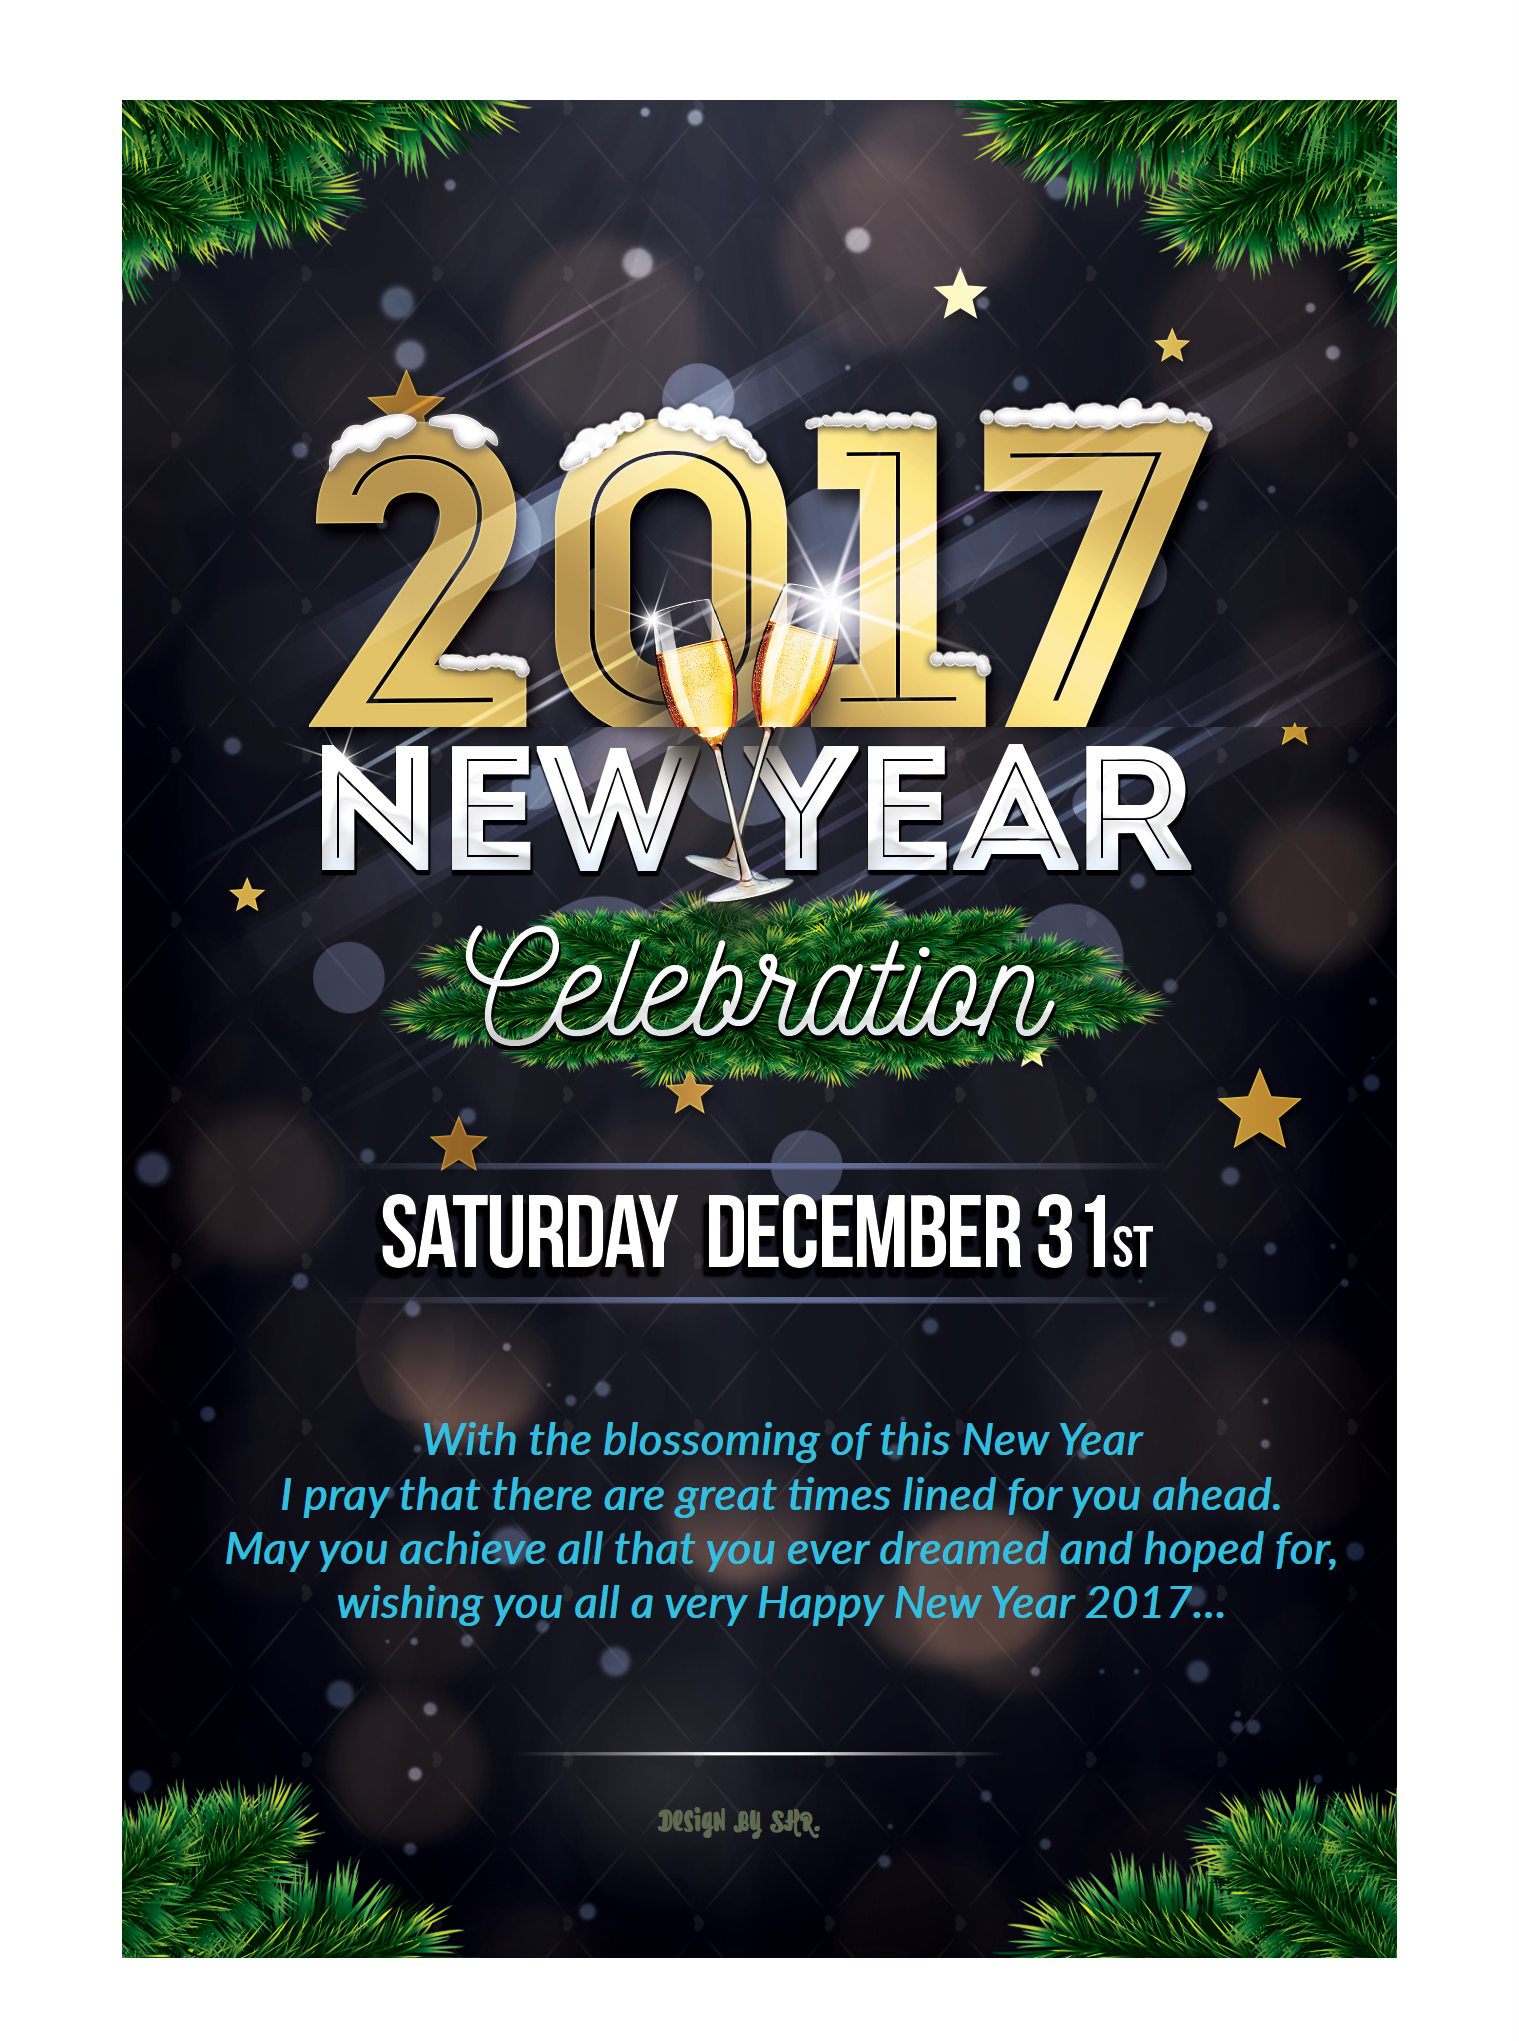 2017
NEW YEAR
Celebration
SATURDAY DECEMBER 31ST
With the blossoming of this New Year
I pray that there are great times lined for you ahead.
May you achieve all that you ever dreamed and hoped for,
wishing you all a very Happy New Year 2017...
Design By SHR.